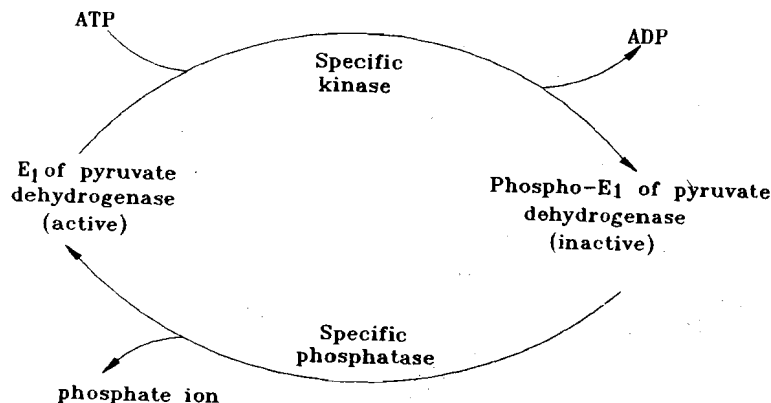 ATP
ADP
Specific
kinase
E₁ of pyruvate
dehydrogenase
(active)
Phospho-E₁ of pyruvate
dehydrogenase
(inactive)
Specific
phosphatase
phosphate ion